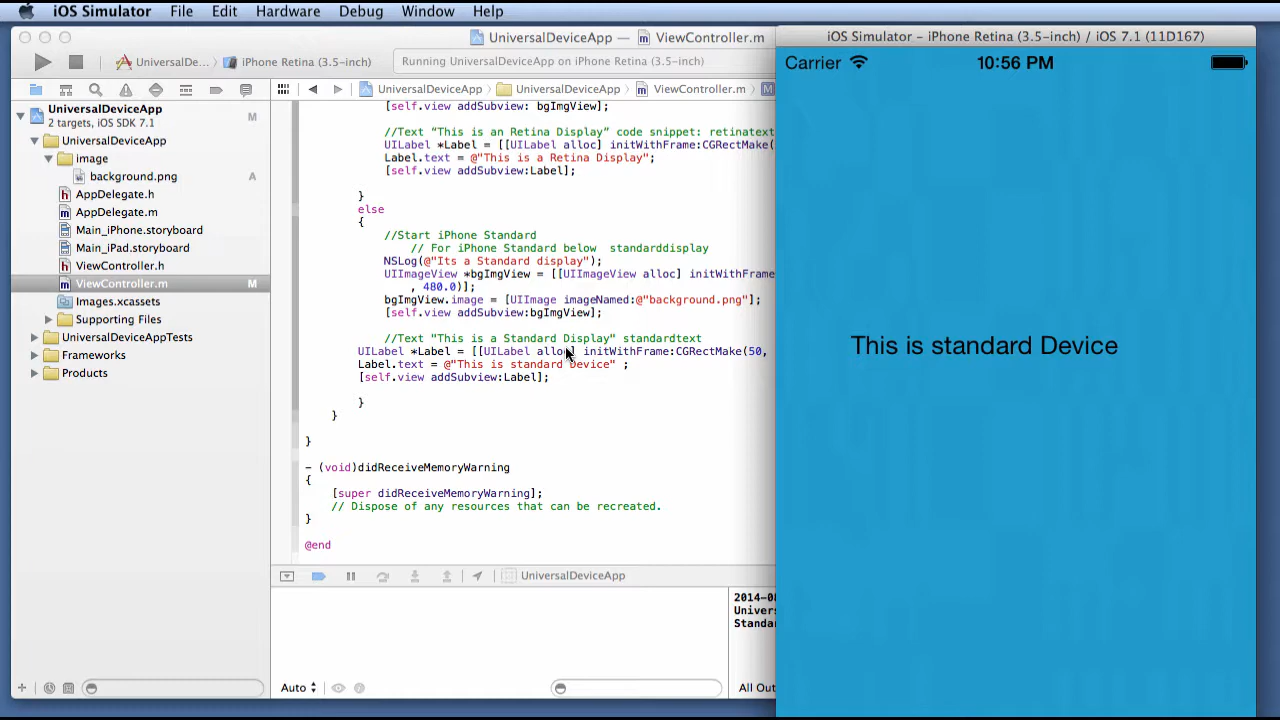 iOS Simulator File Edit Hardware Debug Window Help
UniversalDeviceApp — ViewController.m
UniversalDe... iPhone Retina (3.5-inch)
Running UniversalDeviceApp on iPhone Retina (3.5-inch)
UniversalDeviceApp UniversalDeviceApp ViewController.m
UniversalDeviceApp M
2 targets, iOS SDK 7.1
UniversalDeviceApp
image
background.png A
AppDelegate.h
AppDelegate.m
Main_iPhone.storyboard
Main_iPad.storyboard
ViewController.h
ViewController.m M
Images.xcassets
Supporting Files
UniversalDeviceAppTests
Frameworks
Products
[self.view addSubview: bgImgView];
//Text “This is an Retina Display” code snippet: retinatext
UILabel *Label = [[UILabel alloc] initWithFrame:CGRectMake(
Label.text = @"This is a Retina Display";
[self.view addSubview:Label];
}
else
{
//Start iPhone Standard
// For iPhone Standard below standarddisplay
NSLog(@"Its a Standard display");
UIImageView *bgImgView = [[UIImageView alloc] initWithFrame
, 480.0)];
bgImgView.image = [UIImage imageNamed:@"background.png"];
[self.view addSubview:bgImgView];
//Text "This is a Standard Display" standardtext
UILabel *Label = [[UILabel alloc] initWithFrame:CGRectMake(50,
Label.text = @"This is standard Device" ;
[self.view addSubview:Label];
}
}
}
- (void)didReceiveMemoryWarning
{
[super didReceiveMemoryWarning];
// Dispose of any resources that can be recreated.
}
@end
UniversalDeviceApp
2014-0
Univers
Standa
Auto
All Out
iOS Simulator - iPhone Retina (3.5-inch) / iOS 7.1 (11D167)
Carrier 10:56 PM
This is standard Device